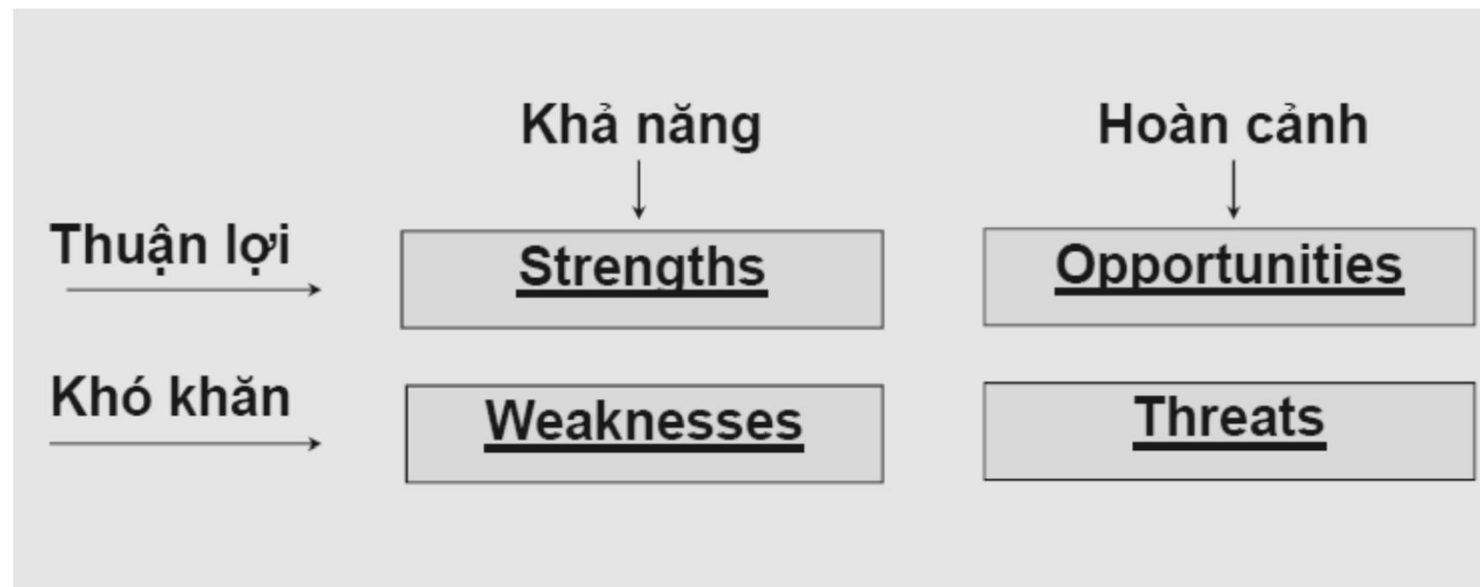 Khả năng
Hoàn cảnh
Thuận lợi
Strengths
Opportunities
Khó khăn
Weaknesses
Threats